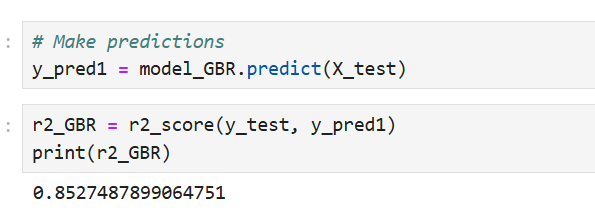 :
# Make predictions
y_pred1 = model_GBR.predict(X_test)
:
r2_GBR = r2_score(y_test, y_pred1)
print(r2_GBR)
0.8527487899064751